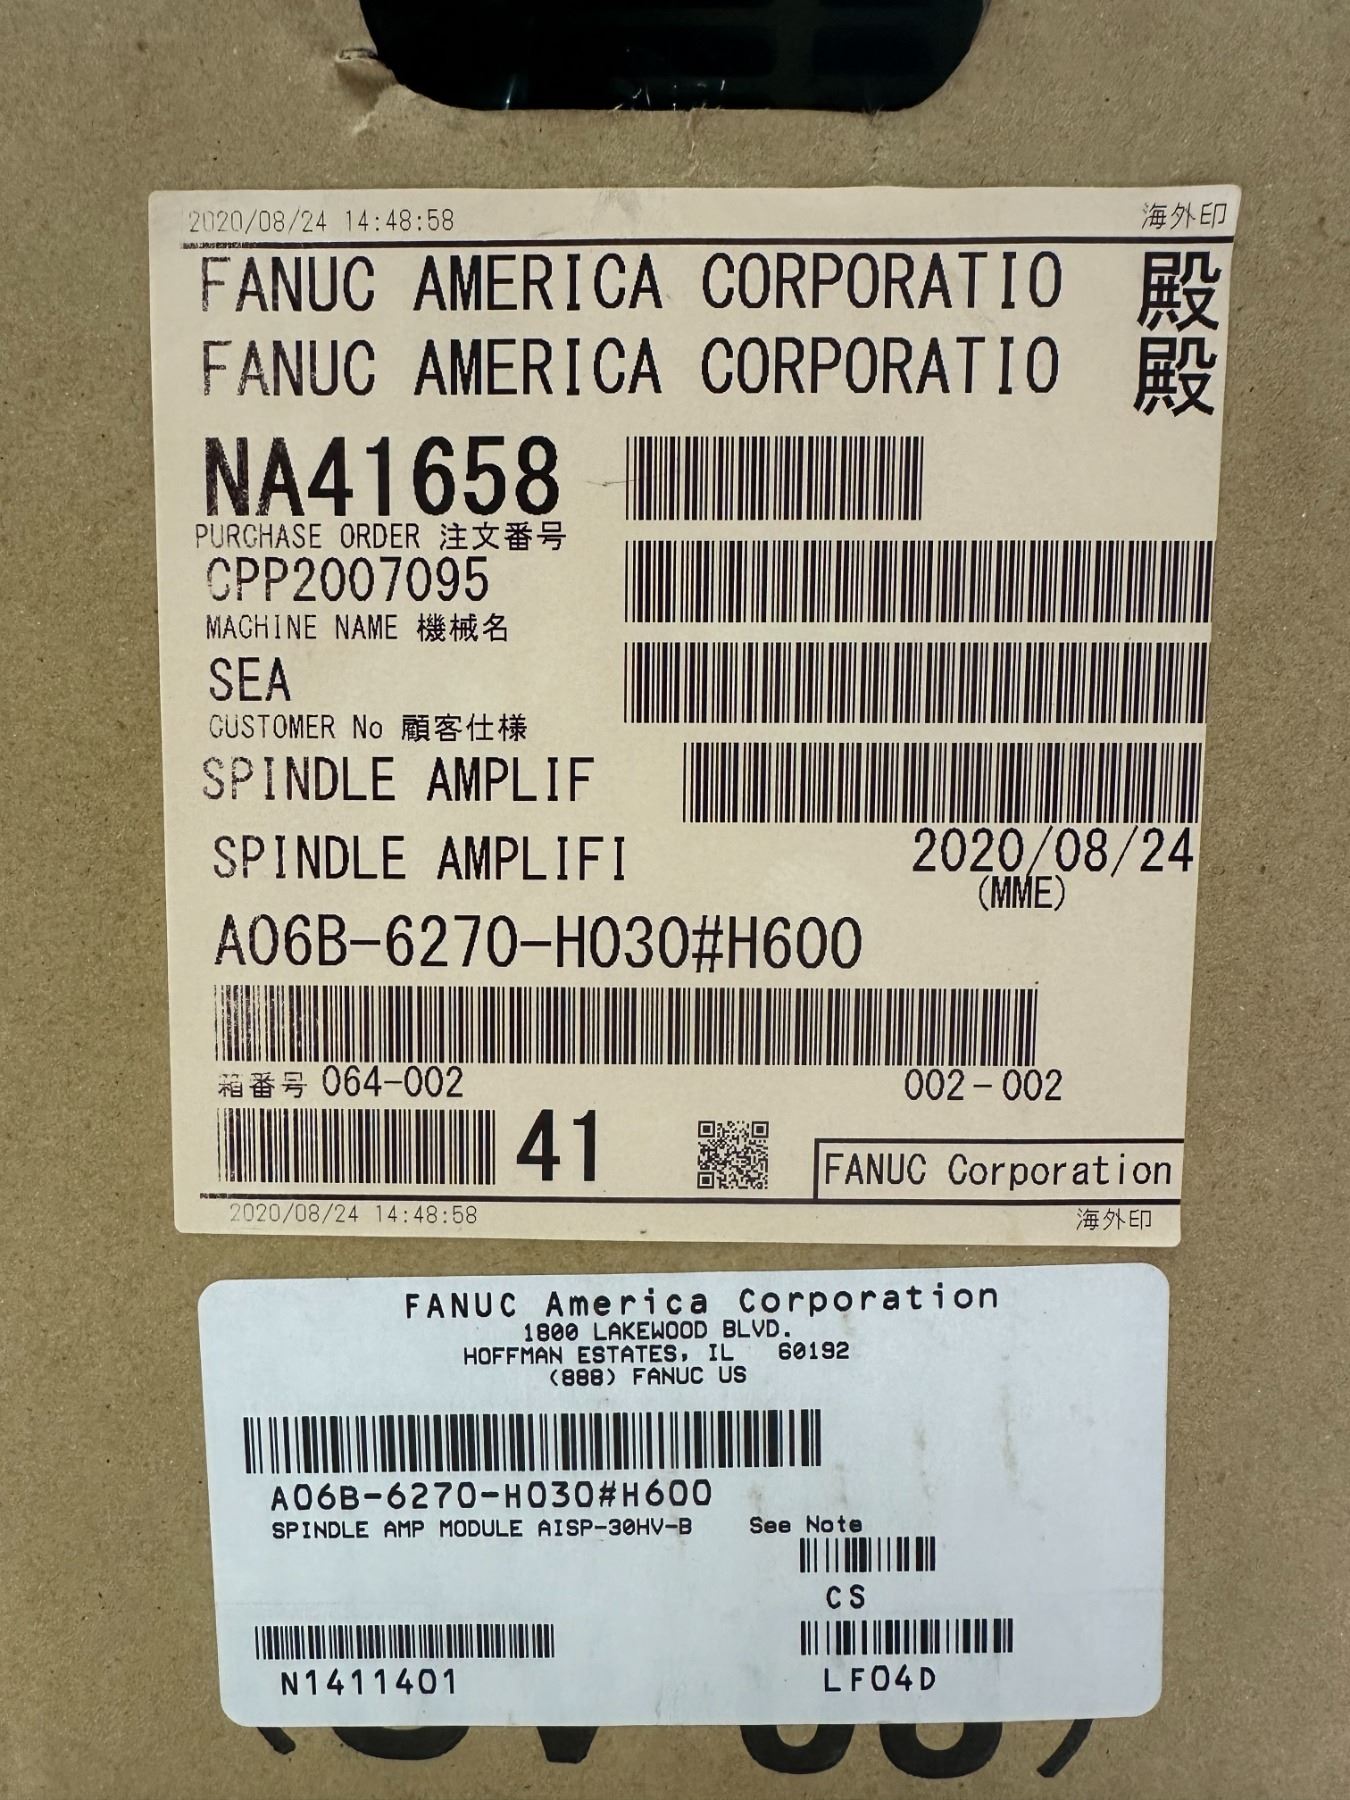 2020/08/24 14:48:58 海外印
FANUC AMERICA CORPORATIO 殿
FANUC AMERICA CORPORATIO 殿
NA41658
PURCHASE ORDER 注文番号
CPP2007095
MACHINE NAME 機械名
SEA
CUSTOMER No 顧客仕様
SPINDLE AMPLIF
SPINDLE AMPLIFI 2020/08/24
(MME)
A06B-6270-H030#H600
箱番号 064-002 002-002
41
FANUC Corporation
2020/08/24 14:48:58 海外印
FANUC America Corporation
1800 LAKEWOOD BLVD.
HOFFMAN ESTATES, IL 60192
(888) FANUC US
A06B-6270-H030#H600
SPINDLE AMP MODULE AISP-30HV-B See Note
CS
N1411401 LF04D